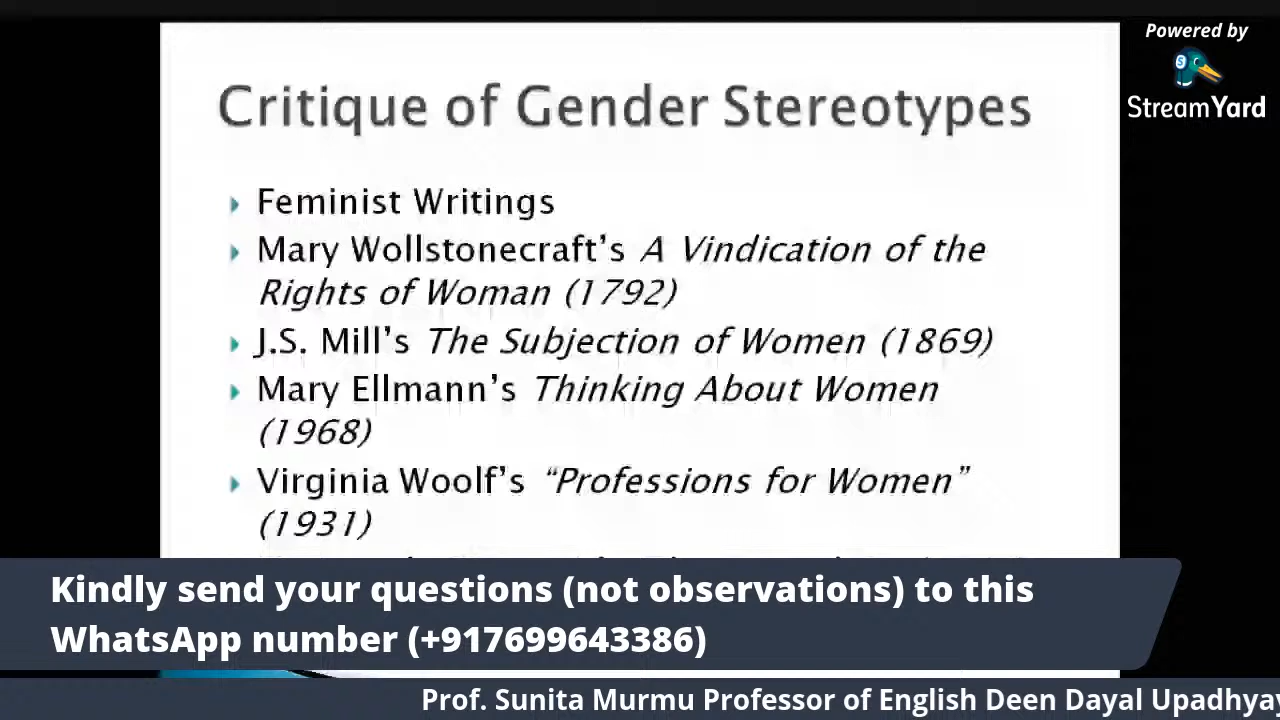 Powered by
StreamYard
Critique of Gender Stereotypes
Feminist Writings
Mary Wollstonecraft's A Vindication of the
Rights of Woman (1792)
J.S. Mill's The Subjection of Women (1869)
Mary Ellmann's Thinking About Women
(1968)
Virginia Woolf's "Professions for Women"
(1931)
Kindly send your questions (not observations) to this
WhatsApp number (+917699643386)
Prof. Sunita Murmu Professor of English Deen Dayal Upadhyay